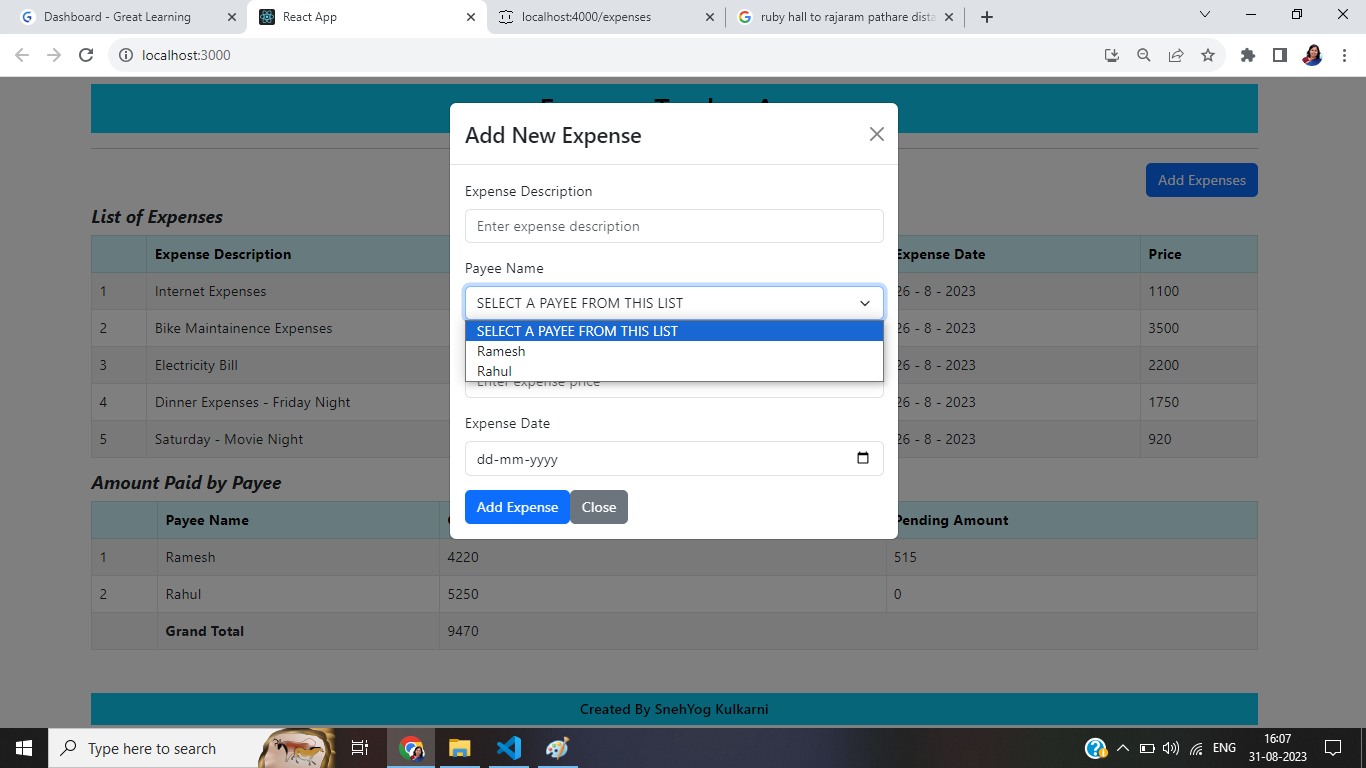 Dashboard - Great Learning
React App
localhost:4000/expenses
ruby hall to rajaram pathare dista
localhost:3000
Add New Expense
Add Expenses
Expense Description
Enter expense description
Payee Name
SELECT A PAYEE FROM THIS LIST
SELECT A PAYEE FROM THIS LIST
Ramesh
Rahul
Enter expense price
Expense Date
dd-mm-yyyy
Add Expense
Close
List of Expenses
Expense Description Expense Date Price
1 Internet Expenses 26 - 8 - 2023 1100
2 Bike Maintainence Expenses 26 - 8 - 2023 3500
3 Electricity Bill 26 - 8 - 2023 2200
4 Dinner Expenses - Friday Night 26 - 8 - 2023 1750
5 Saturday - Movie Night 26 - 8 - 2023 920
Amount Paid by Payee
Payee Name Pending Amount
1 Ramesh 4220 515
2 Rahul 5250 0
Grand Total 9470
Created By SnehYog Kulkarni
Type here to search
ENG
16:07
31-08-2023